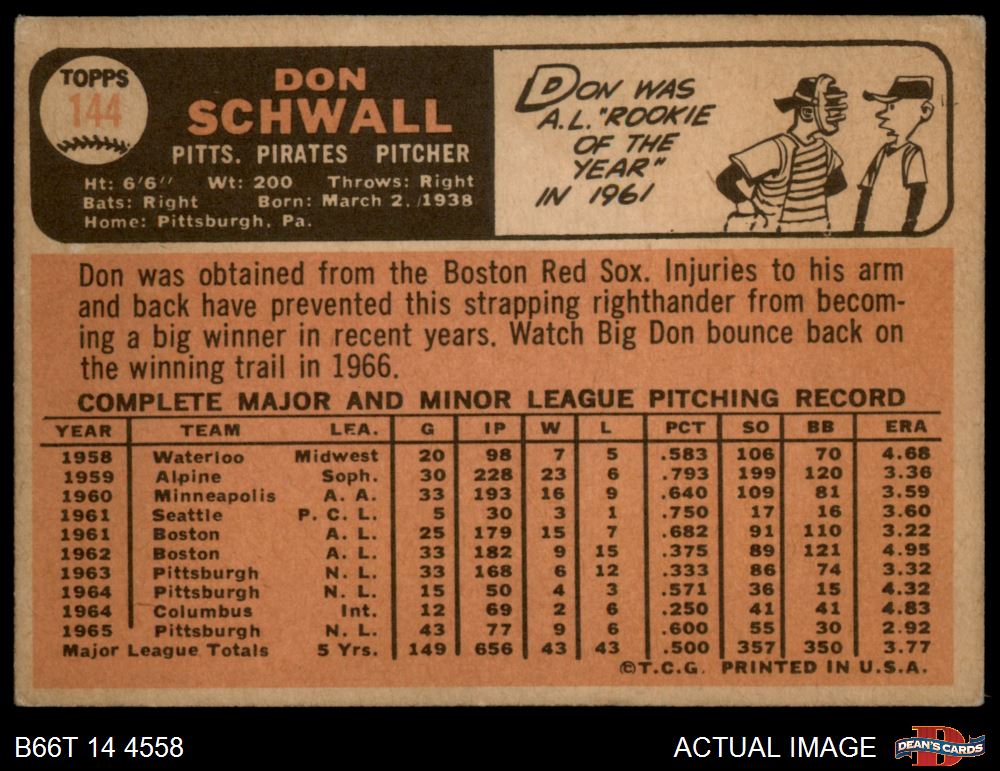 TOPPS
144
DON
SCHWALL
PITTS. PIRATES PITCHER
Ht: 6'6" Wt: 200 Throws: Right
Bats: Right Born: March 2, 1938
Home: Pittsburgh, Pa.
DON WAS
A.L. "ROOKIE
OF THE
YEAR"
IN 1961
Don was obtained from the Boston Red Sox. Injuries to his arm
and back have prevented this strapping righthander from becom-
ing a big winner in recent years. Watch Big Don bounce back on
the winning trail in 1966.
COMPLETE MAJOR AND MINOR LEAGUE PITCHING RECORD
YEAR TEAM LEA. G IP W L PCT SO BB ERA
1958 Waterloo Midwest 20 98 7 5 .583 106 70 4.68
1959 Alpine Soph. 30 228 23 6 .793 199 120 3.36
1960 Minneapolis A. A. 33 193 16 9 .640 109 81 3.59
1961 Seattle P. C. L. 5 30 3 1 .750 17 16 3.60
1961 Boston A. L. 25 179 15 7 .682 91 110 3.22
1962 Boston A. L. 33 182 9 15 .375 89 121 4.95
1963 Pittsburgh N. L. 33 168 6 12 .333 86 74 3.32
1964 Pittsburgh N. L. 15 50 4 3 .571 36 15 4.32
1964 Columbus Int. 12 69 2 6 .250 41 41 4.83
1965 Pittsburgh N. L. 43 77 9 6 .600 55 30 2.92
Major League Totals 5 Yrs. 149 656 43 43 .500 357 350 3.77
©T.C.G. PRINTED IN U.S.A.
B66T 14 4558
ACTUAL IMAGE
DEAN'S CARDS